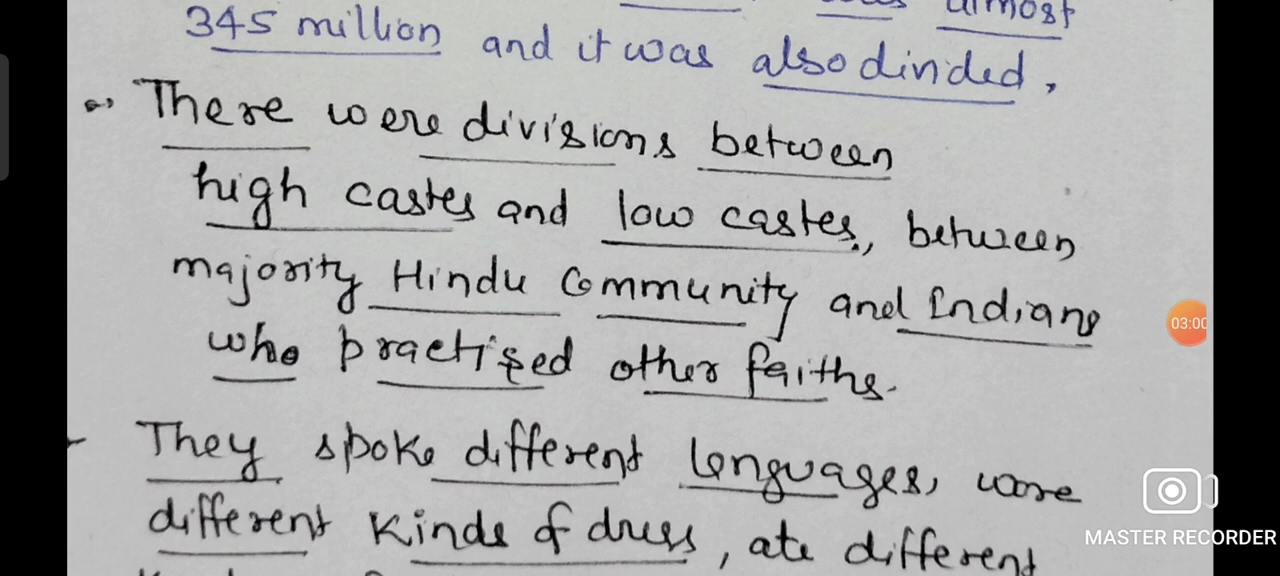 almost
345 million and it was also divided,
There were divisions between
high castes and low castes, between
majority Hindu Community and Indians
who practised other faiths.
They spoke different lenguages, wore
03:00
different kinds of dress, ate different
MASTER RECORDER